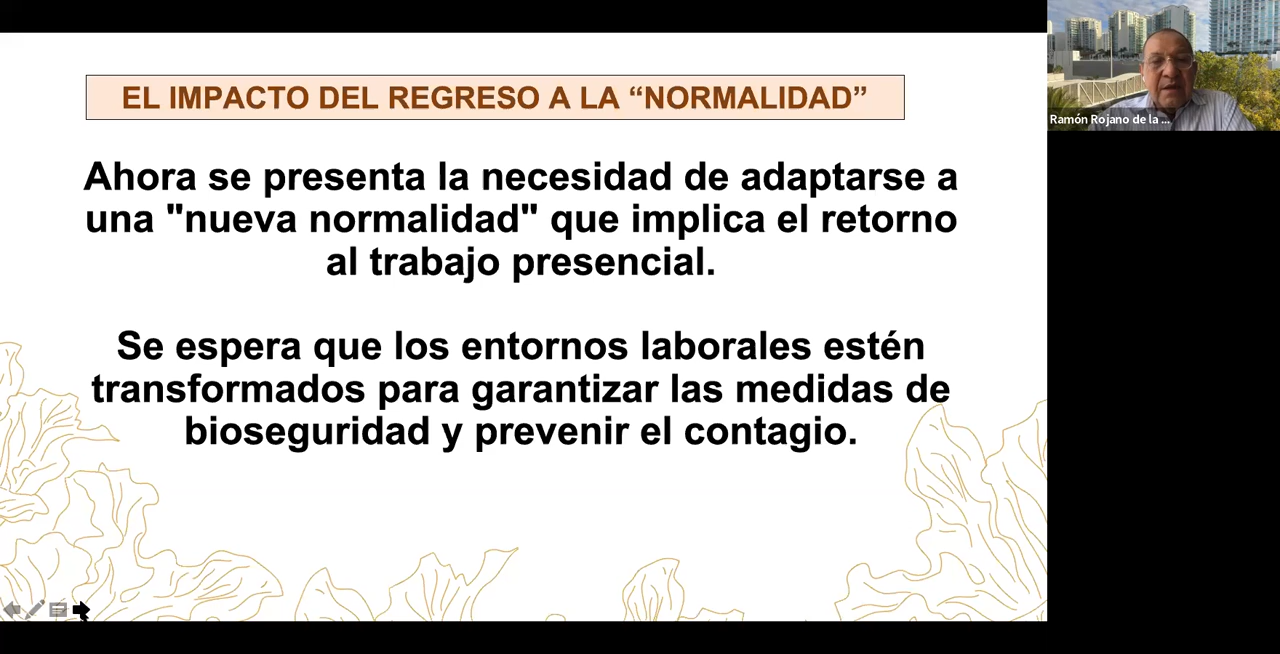 EL IMPACTO DEL REGRESO A LA “NORMALIDAD”
Ahora se presenta la necesidad de adaptarse a
una "nueva normalidad" que implica el retorno
al trabajo presencial.
Se espera que los entornos laborales estén
transformados para garantizar las medidas de
bioseguridad y prevenir el contagio.
Ramón Rojano de la ...